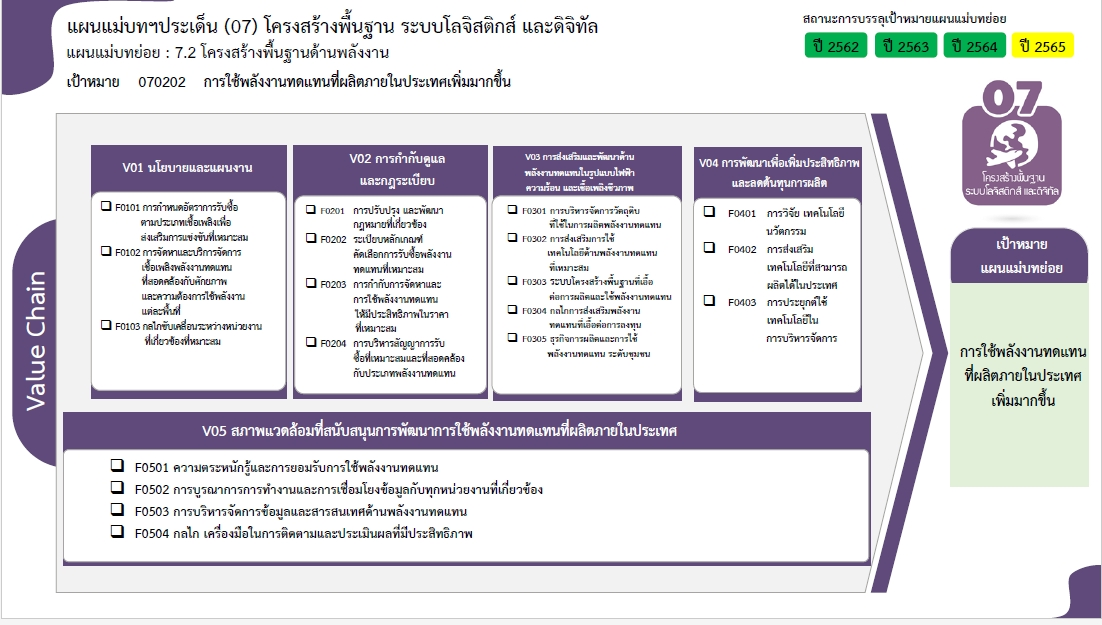 แผนแม่บทฯประเด็น (07) โครงสร้างพื้นฐาน ระบบโลจิสติกส์ และดิจิทัล
แผนแม่บทย่อย : 7.2 โครงสร้างพื้นฐานด้านพลังงาน
เป้าหมาย 070202 การใช้พลังงานทดแทนที่ผลิตภายในประเทศเพิ่มมากขึ้น
สถานะการบรรลุเป้าหมายแผนแม่บทย่อย
ปี 2562 ปี 2563 ปี 2564 ปี 2565
07
โครงสร้างพื้นฐาน
ระบบโลจิสติกส์ และดิจิทัล
Value Chain
V01 นโยบายและแผนงาน
F0101 การกำหนดอัตราการรับซื้อ
ตามประเภทเชื้อเพลิงเพื่อ
ส่งเสริมการแข่งขันที่เหมาะสม
F0102 การจัดหาและบริการจัดการ
เชื้อเพลิงพลังงานทดแทน
ที่สอดคล้องกับศักยภาพ
และความต้องการใช้พลังงาน
แต่ละพื้นที่
F0103 กลไกขับเคลื่อนระหว่างหน่วยงาน
ที่เกี่ยวข้องที่เหมาะสม
V02 การกำกับดูแล
และกฎระเบียบ
F0201 การปรับปรุง และพัฒนา
กฎหมายที่เกี่ยวข้อง
F0202 ระเบียบหลักเกณฑ์
คัดเลือกการรับซื้อพลังงาน
ทดแทนที่เหมาะสม
F0203 การกำกับการจัดหาและ
การใช้พลังงานทดแทน
ให้มีประสิทธิภาพในราคา
ที่เหมาะสม
F0204 การบริหารสัญญาการรับ
ซื้อที่เหมาะสมและที่สอดคล้อง
กับประเภทพลังงานทดแทน
V03 การส่งเสริมและพัฒนาด้าน
พลังงานทดแทนในรูปแบบไฟฟ้า
ความร้อน และเชื้อเพลิงชีวภาพ
F0301 การบริหารจัดการวัตถุดิบ
ที่ใช้ในการผลิตพลังงานทดแทน
F0302 การส่งเสริมการใช้
เทคโนโลยีด้านพลังงานทดแทน
ที่เหมาะสม
F0303 ระบบโครงสร้างพื้นฐานที่เอื้อ
ต่อการผลิตและใช้พลังงานทดแทน
F0304 กลไกการส่งเสริมพลังงาน
ทดแทนที่เอื้อต่อการลงทุน
F0305 ธุรกิจการผลิตและการใช้
พลังงานทดแทน ระดับชุมชน
V04 การพัฒนาเพื่อเพิ่มประสิทธิภาพ
และลดต้นทุนการผลิต
F0401 การวิจัย เทคโนโลยี
นวัตกรรม
F0402 การส่งเสริม
เทคโนโลยีที่สามารถ
ผลิตได้ในประเทศ
F0403 การประยุกต์ใช้
เทคโนโลยีใน
การบริหารจัดการ
V05 สภาพแวดล้อมที่สนับสนุนการพัฒนาการใช้พลังงานทดแทนที่ผลิตภายในประเทศ
F0501 ความตระหนักรู้และการยอมรับการใช้พลังงานทดแทน
F0502 การบูรณาการการทำงานและการเชื่อมโยงข้อมูลกับทุกหน่วยงานที่เกี่ยวข้อง
F0503 การบริหารจัดการข้อมูลและสารสนเทศด้านพลังงานทดแทน
F0504 กลไก เครื่องมือในการติดตามและประเมินผลที่มีประสิทธิภาพ
เป้าหมาย
แผนแม่บทย่อย
การใช้พลังงานทดแทน
ที่ผลิตภายในประเทศ
เพิ่มมากขึ้น